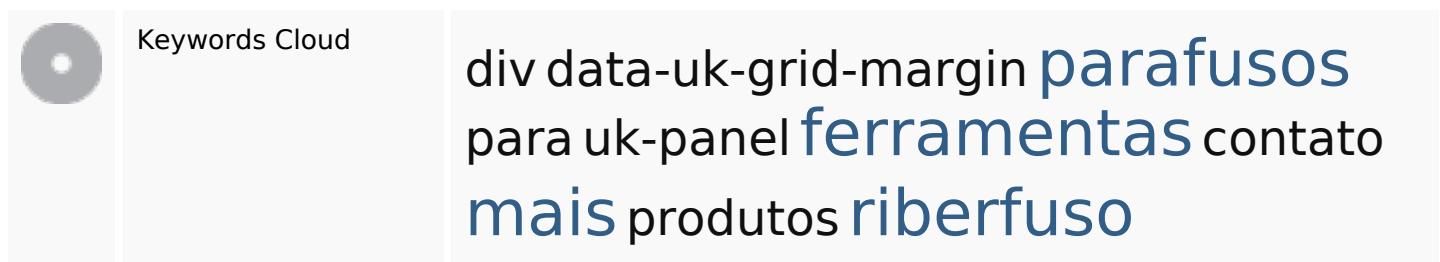 Keywords Cloud
div data-uk-grid-margin parafusos
para uk-panel ferramentas contato
mais produtos riberfuso